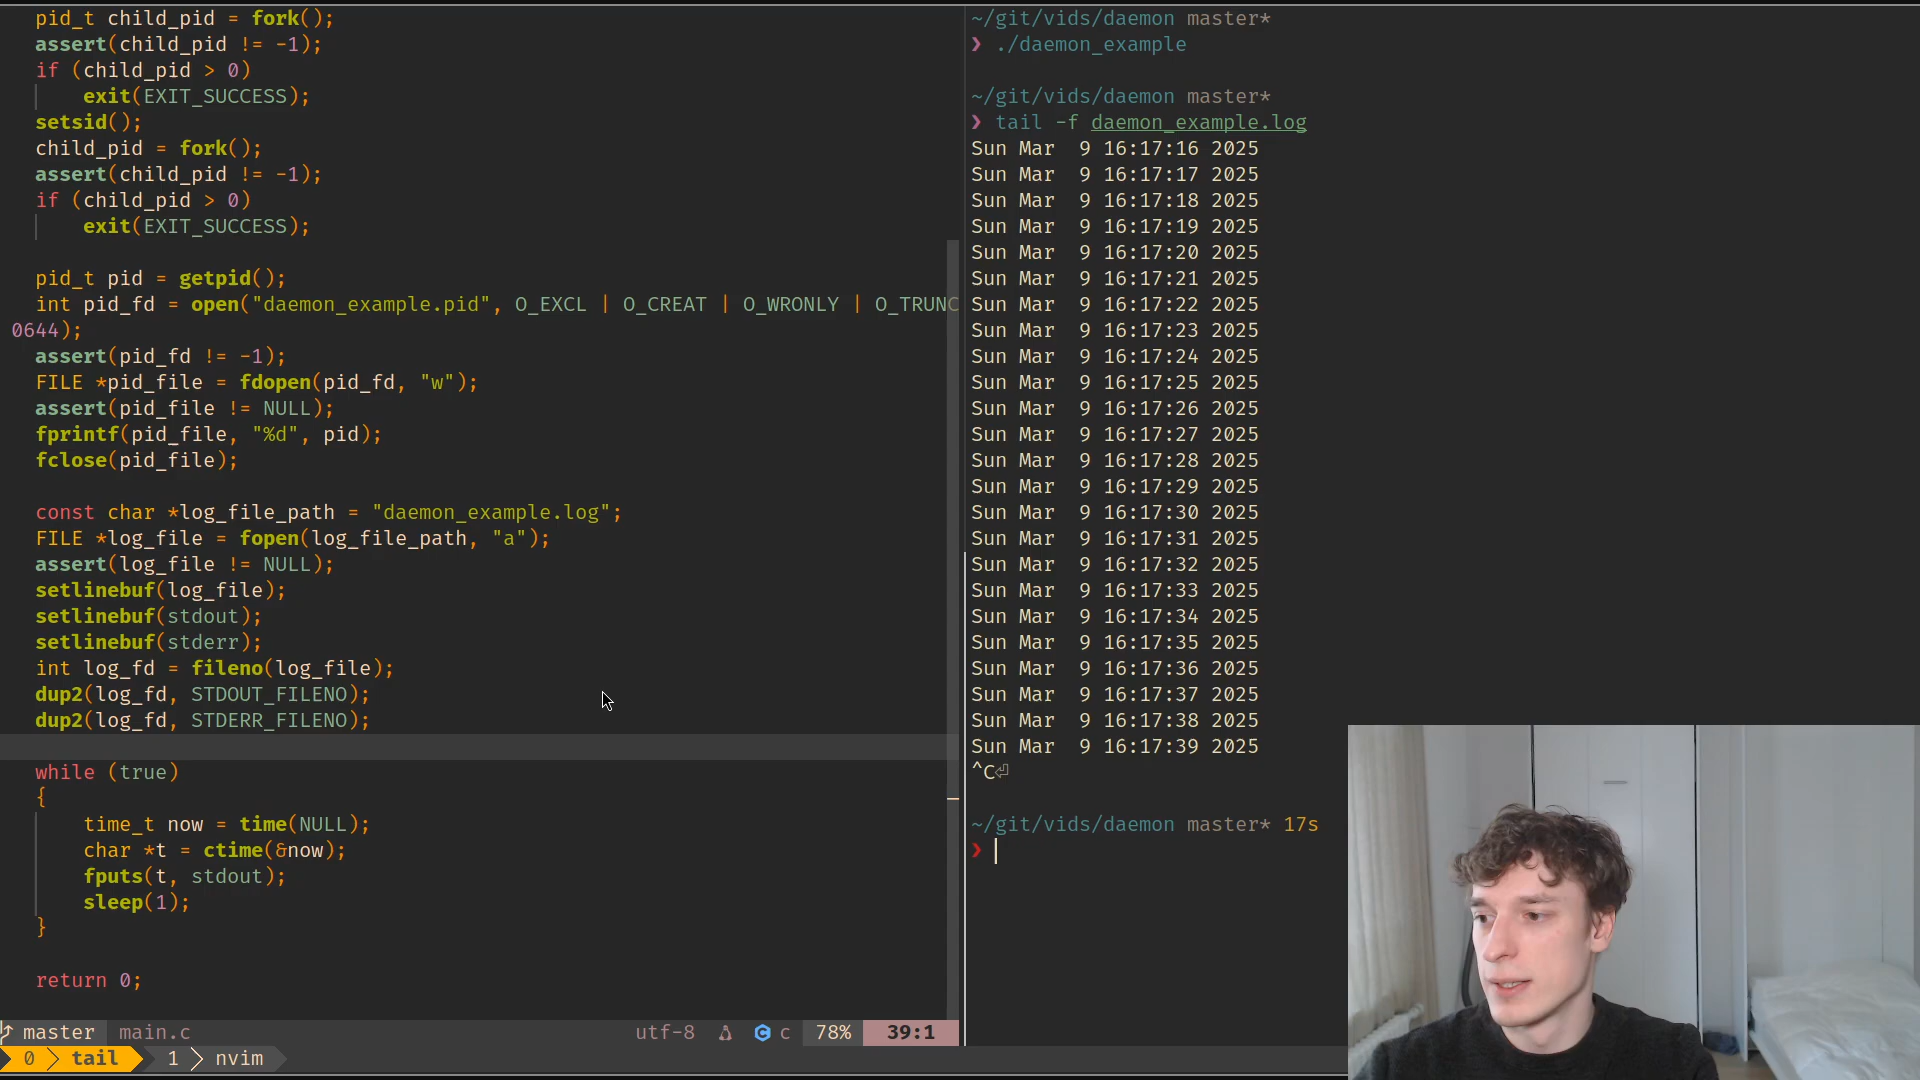 pid_t child_pid = fork();
assert(child_pid != -1);
if (child_pid > 0)
exit(EXIT_SUCCESS);
setsid();
child_pid = fork();
assert(child_pid != -1);
if (child_pid > 0)
exit(EXIT_SUCCESS);
pid_t pid = getpid();
int pid_fd = open("daemon_example.pid", O_EXCL | O_CREAT | O_WRONLY | O_TRUNC
0644);
assert(pid_fd != -1);
FILE *pid_file = fdopen(pid_fd, "w");
assert(pid_file != NULL);
fprintf(pid_file, "%d", pid);
fclose(pid_file);
const char *log_file_path = "daemon_example.log";
FILE *log_file = fopen(log_file_path, "a");
assert(log_file != NULL);
setlinebuf(log_file);
setlinebuf(stdout);
setlinebuf(stderr);
int log_fd = fileno(log_file);
dup2(log_fd, STDOUT_FILENO);
dup2(log_fd, STDERR_FILENO);
while (true)
{
time_t now = time(NULL);
char *t = ctime(&now);
fputs(t, stdout);
sleep(1);
}
return 0;
master main.c utf-8 c 78% 39:1
0 tail 1 nvim
~/git/vids/daemon master*
❯ ./daemon_example
~/git/vids/daemon master*
❯ tail -f daemon_example.log
Sun Mar  9 16:17:16 2025
Sun Mar  9 16:17:17 2025
Sun Mar  9 16:17:18 2025
Sun Mar  9 16:17:19 2025
Sun Mar  9 16:17:20 2025
Sun Mar  9 16:17:21 2025
Sun Mar  9 16:17:22 2025
Sun Mar  9 16:17:23 2025
Sun Mar  9 16:17:24 2025
Sun Mar  9 16:17:25 2025
Sun Mar  9 16:17:26 2025
Sun Mar  9 16:17:27 2025
Sun Mar  9 16:17:28 2025
Sun Mar  9 16:17:29 2025
Sun Mar  9 16:17:30 2025
Sun Mar  9 16:17:31 2025
Sun Mar  9 16:17:32 2025
Sun Mar  9 16:17:33 2025
Sun Mar  9 16:17:34 2025
Sun Mar  9 16:17:35 2025
Sun Mar  9 16:17:36 2025
Sun Mar  9 16:17:37 2025
Sun Mar  9 16:17:38 2025
Sun Mar  9 16:17:39 2025
^C⏎
~/git/vids/daemon master* 17s
❯